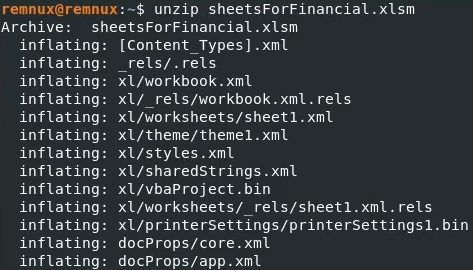 remnux@remnux:~$ unzip sheetsForFinancial.xlsm
Archive:  sheetsForFinancial.xlsm
  inflating: [Content_Types].xml
  inflating: _rels/.rels
  inflating: xl/workbook.xml
  inflating: xl/_rels/workbook.xml.rels
  inflating: xl/worksheets/sheet1.xml
  inflating: xl/theme/theme1.xml
  inflating: xl/styles.xml
  inflating: xl/sharedStrings.xml
  inflating: xl/vbaProject.bin
  inflating: xl/worksheets/_rels/sheet1.xml.rels
  inflating: xl/printerSettings/printerSettings1.bin
  inflating: docProps/core.xml
  inflating: docProps/app.xml